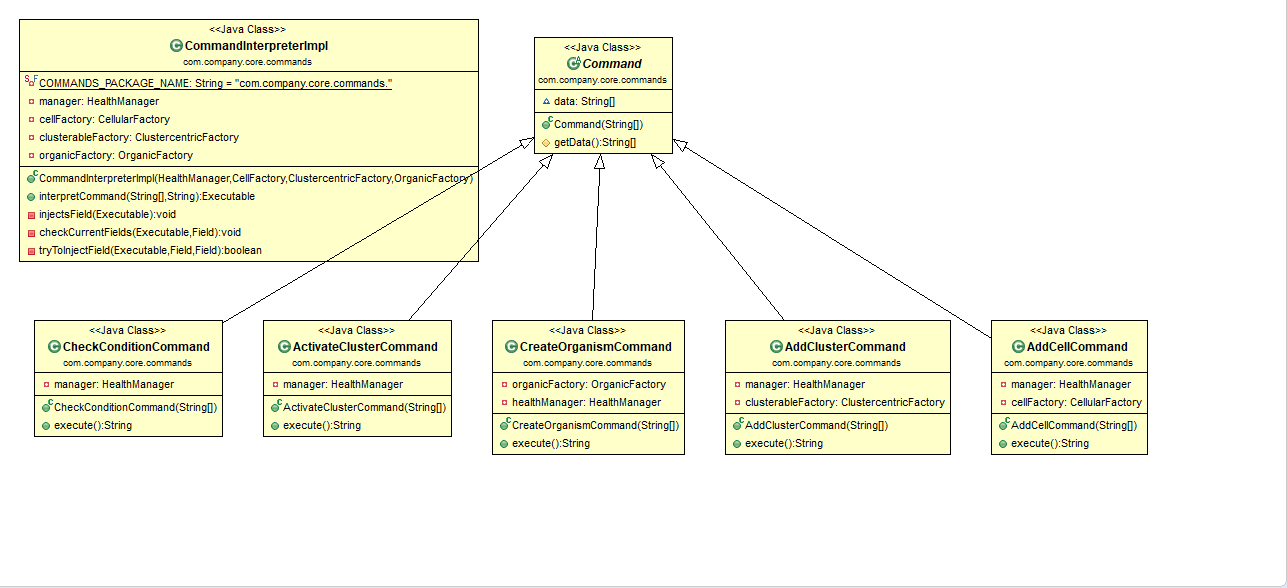 <<Java Class>>
CommandInterpreterImpl
com.company.core.commands
COMMANDS_PACKAGE_NAME: String = "com.company.core.commands."
manager: HealthManager
cellFactory: CellularFactory
clusterableFactory: ClustercentricFactory
organicFactory: OrganicFactory
CommandInterpreterImpl(HealthManager,CellFactory,ClustercentricFactory,OrganicFactory)
interpretCommand(String[],String):Executable
injectsField(Executable):void
checkCurrentFields(Executable,Field):void
tryToInjectField(Executable,Field,Field):boolean
<<Java Class>>
Command
com.company.core.commands
data: String[]
Command(String[])
getData():String[]
<<Java Class>>
CheckConditionCommand
com.company.core.commands
manager: HealthManager
CheckConditionCommand(String[])
execute():String
<<Java Class>>
ActivateClusterCommand
com.company.core.commands
manager: HealthManager
ActivateClusterCommand(String[])
execute():String
<<Java Class>>
CreateOrganismCommand
com.company.core.commands
organicFactory: OrganicFactory
healthManager: HealthManager
CreateOrganismCommand(String[])
execute():String
<<Java Class>>
AddClusterCommand
com.company.core.commands
manager: HealthManager
clusterableFactory: ClustercentricFactory
AddClusterCommand(String[])
execute():String
<<Java Class>>
AddCellCommand
com.company.core.commands
manager: HealthManager
cellFactory: CellularFactory
AddCellCommand(String[])
execute():String